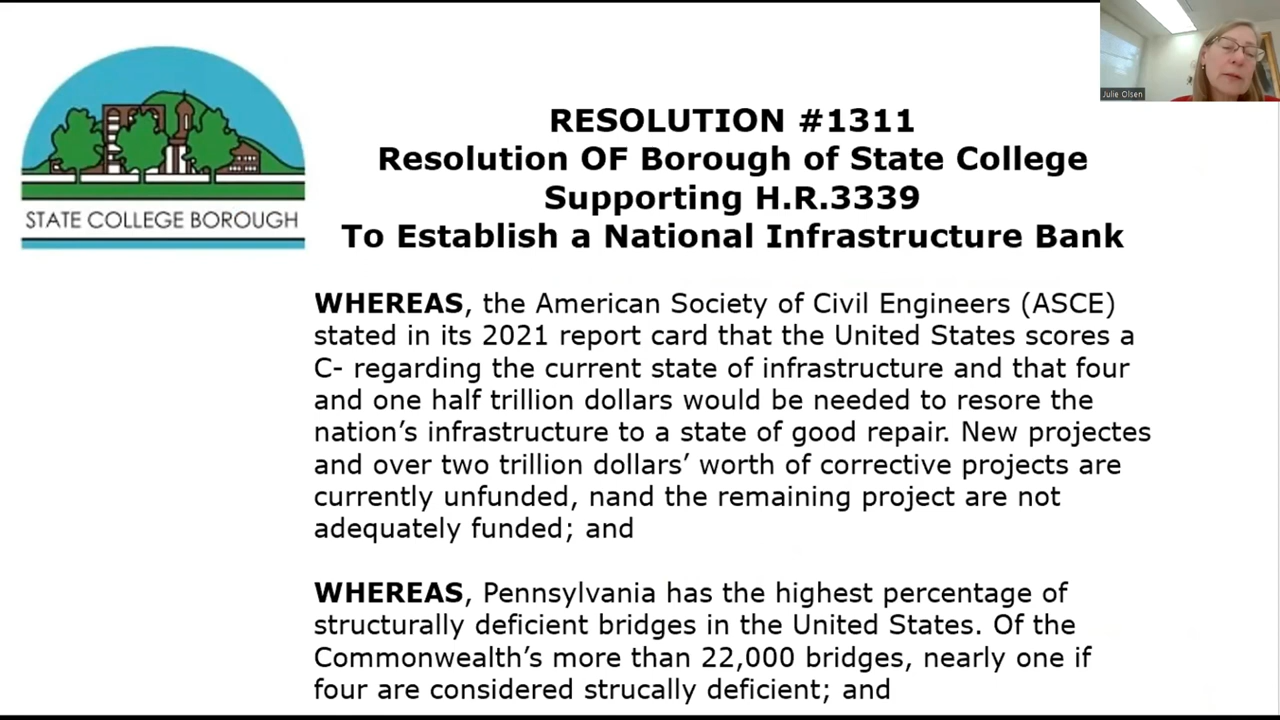 Julie Olsen
STATE COLLEGE BOROUGH
RESOLUTION #1311
Resolution OF Borough of State College
Supporting H.R.3339
To Establish a National Infrastructure Bank
WHEREAS, the American Society of Civil Engineers (ASCE)
stated in its 2021 report card that the United States scores a
C- regarding the current state of infrastructure and that four
and one half trillion dollars would be needed to resore the
nation’s infrastructure to a state of good repair. New projectes
and over two trillion dollars’ worth of corrective projects are
currently unfunded, nand the remaining project are not
adequately funded; and
WHEREAS, Pennsylvania has the highest percentage of
structurally deficient bridges in the United States. Of the
Commonwealth’s more than 22,000 bridges, nearly one if
four are considered strucally deficient; and